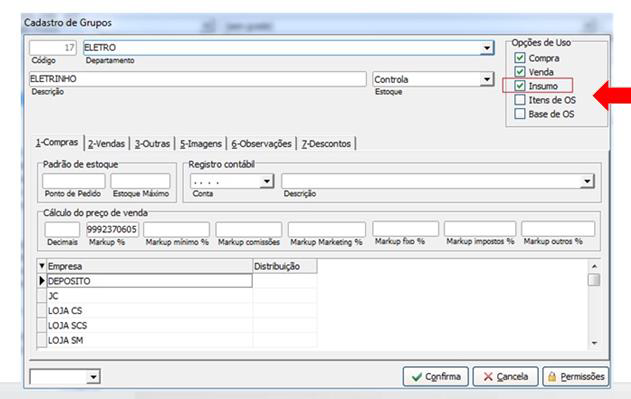 Cadastro de Grupos
Opções de Uso
17 ELETRO
Compra
Código Departamento
Venda
ELETRINHO Controla
Insumo
Descrição Estoque
Itens de OS
Base de OS
1-Compras 2-Vendas 3-Outras 5-Imagens 6-Observações 7-Descontos
Padrão de estoque Registro contábil
. . . .
Ponto de Pedido Estoque Máximo Conta Descrição
Cálculo do preço de venda
9992370605
Decimais Markup % Markup mínimo % Markup comissões Markup Marketing % Markup fixo % Markup impostos % Markup outros %
Empresa Distribuição
DEPOSITO
JC
LOJA CS
LOJA SCS
LOJA SM
Confirma Cancela Permissões